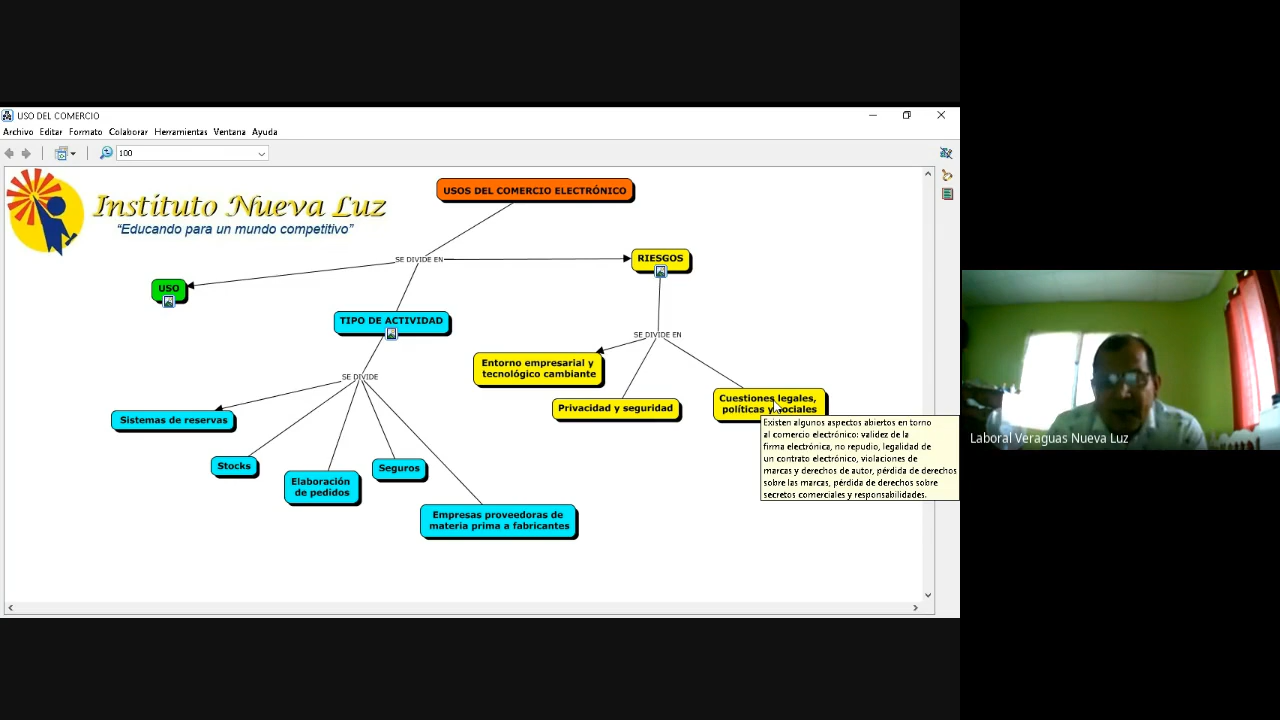 USO DEL COMERCIO
Archivo Editar Formato Colaborar Herramientas Ventana Ayuda
100
Instituto Nueva Luz
“Educando para un mundo competitivo”
USOS DEL COMERCIO ELECTRÓNICO
SE DIVIDE EN
RIESGOS
USO
TIPO DE ACTIVIDAD
SE DIVIDE EN
Entorno empresarial y
tecnológico cambiante
SE DIVIDE
Cuestiones legales,
políticas y sociales
Privacidad y seguridad
Sistemas de reservas
Existen algunos aspectos abiertos en torno
al comercio electrónico: validez de la
firma electrónica, no repudio, legalidad de
un contrato electrónico, violaciones de
marcas y derechos de autor, pérdida de derechos
sobre las marcas, pérdida de derechos sobre
secretos comerciales y responsabilidades.
Stocks
Seguros
Elaboración
de pedidos
Empresas proveedoras de
materia prima a fabricantes
Laboral Veraguas Nueva Luz